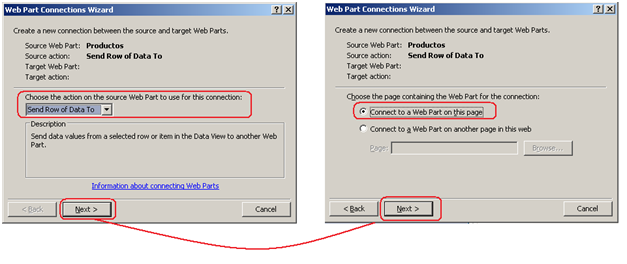 Web Part Connections Wizard
Create a new connection between the source and target Web Parts.
Source Web Part: Productos
Source action: Send Row of Data To
Target Web Part:
Target action:
Choose the action on the source Web Part to use for this connection:
Send Row of Data To
Description
Send data values from a selected row or item in the Data View to another Web
Part.
Information about connecting Web Parts
< Back
Next >
Cancel
Web Part Connections Wizard
Create a new connection between the source and target Web Parts.
Source Web Part: Productos
Source action: Send Row of Data To
Target Web Part:
Target action:
Choose the page containing the Web Part for the connection:
Connect to a Web Part on this page
Connect to a Web Part on another page in this web
Page:
Browse...
< Back
Next >
Cancel